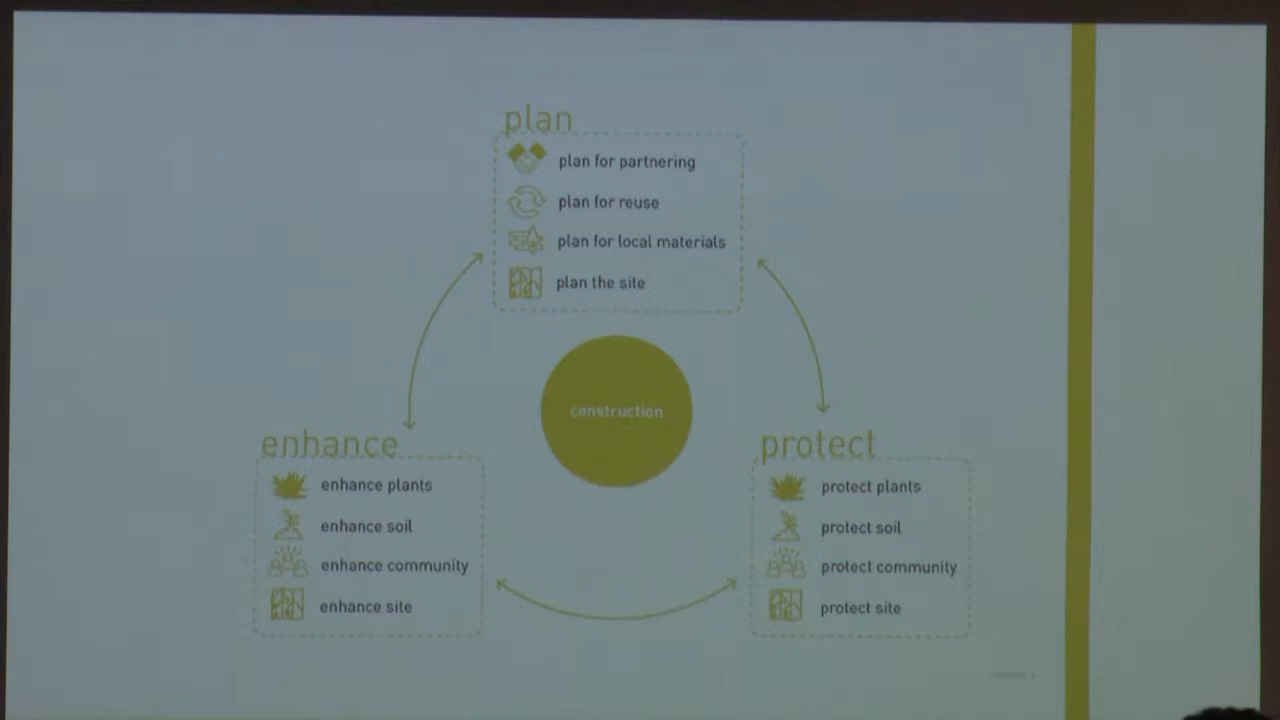 plan
plan for partnering
plan for reuse
plan for local materials
plan the site
construction
enhance
enhance plants
enhance soil
enhance community
enhance site
protect
protect plants
protect soil
protect community
protect site